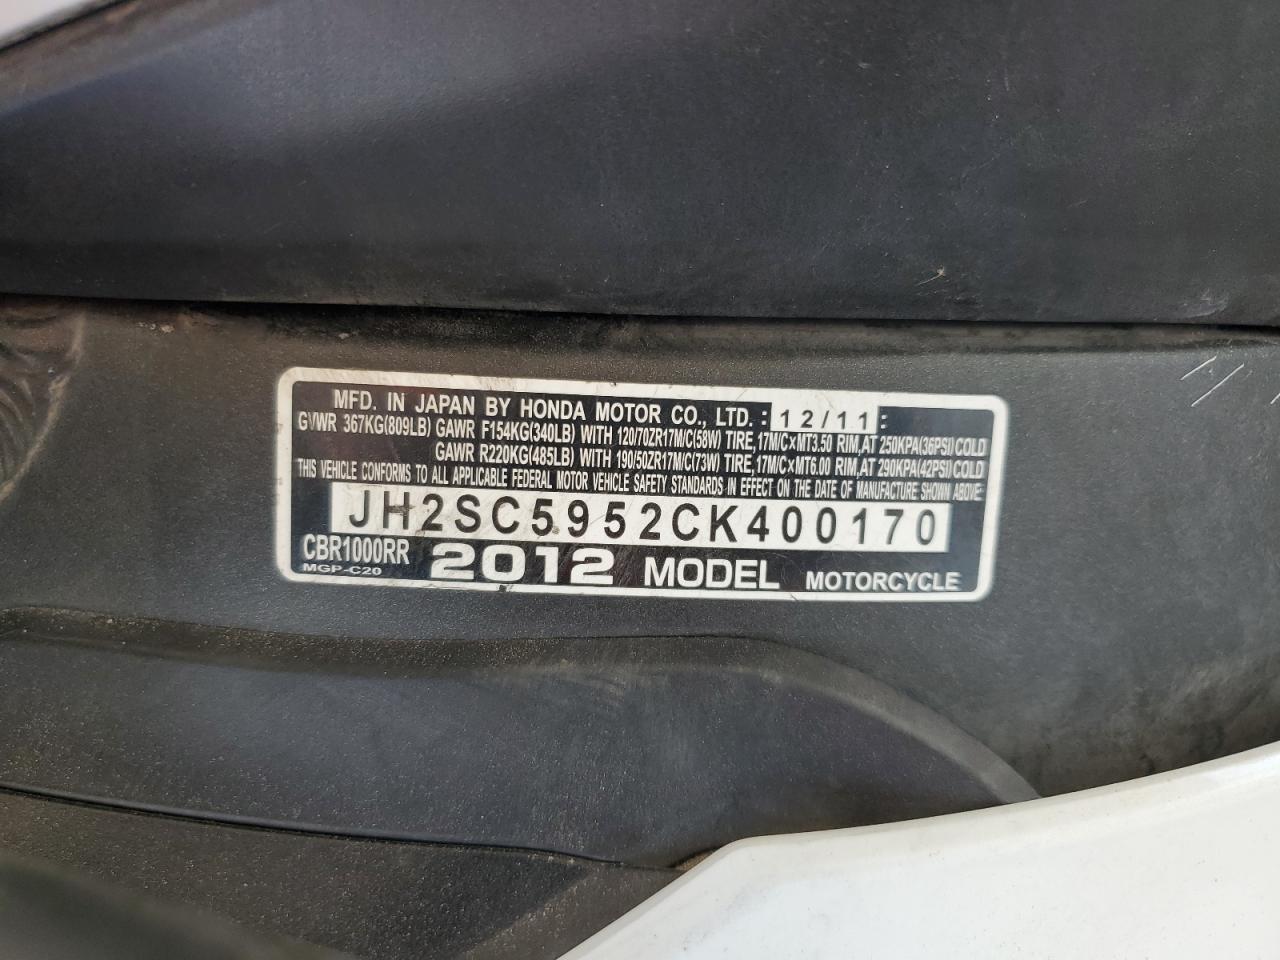 MFD. IN JAPAN BY HONDA MOTOR CO., LTD. : 12/11 :
GVWR 367KG(809LB) GAWR F154KG(340LB) WITH 120/70ZR17M/C(58W) TIRE, 17M/C×MT3.50 RIM, AT 250KPA(36PSI) COLD
GAWR R220KG(485LB) WITH 190/50ZR17M/C(73W) TIRE, 17M/C×MT6.00 RIM, AT 290KPA(42PSI) COLD
THIS VEHICLE CONFORMS TO ALL APPLICABLE FEDERAL MOTOR VEHICLE SAFETY STANDARDS IN EFFECT ON THE DATE OF MANUFACTURE SHOWN ABOVE
JH2SC5952CK400170
CBR1000RR 2012 MODEL MOTORCYCLE
MGP-C20